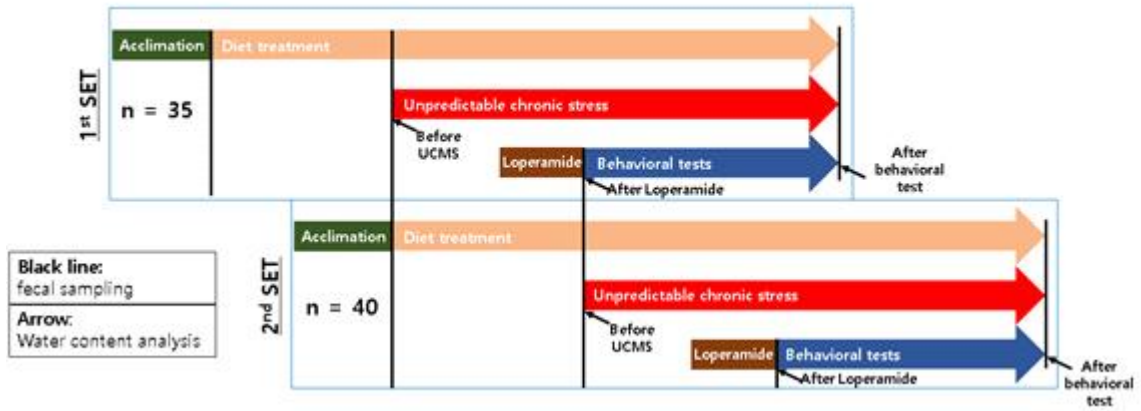 Acclimation
Diet treatment
1st SET
n = 35
Unpredictable chronic stress
Before
UCMS
Loperamide
Behavioral tests
After Loperamide
After
behavioral
test
Acclimation
Diet treatment
2nd SET
n = 40
Unpredictable chronic stress
Before
UCMS
Loperamide
Behavioral tests
After Loperamide
After
behavioral
test
Black line:
fecal sampling
Arrow:
Water content analysis